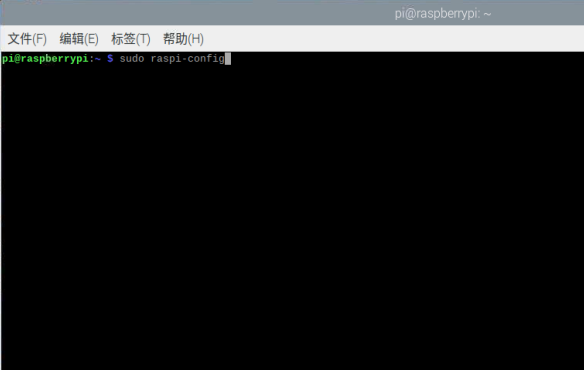 pi@raspberrypi: ~
文件(F) 编辑(E) 标签(T) 帮助(H)
pi@raspberrypi:~ $ sudo raspi-config